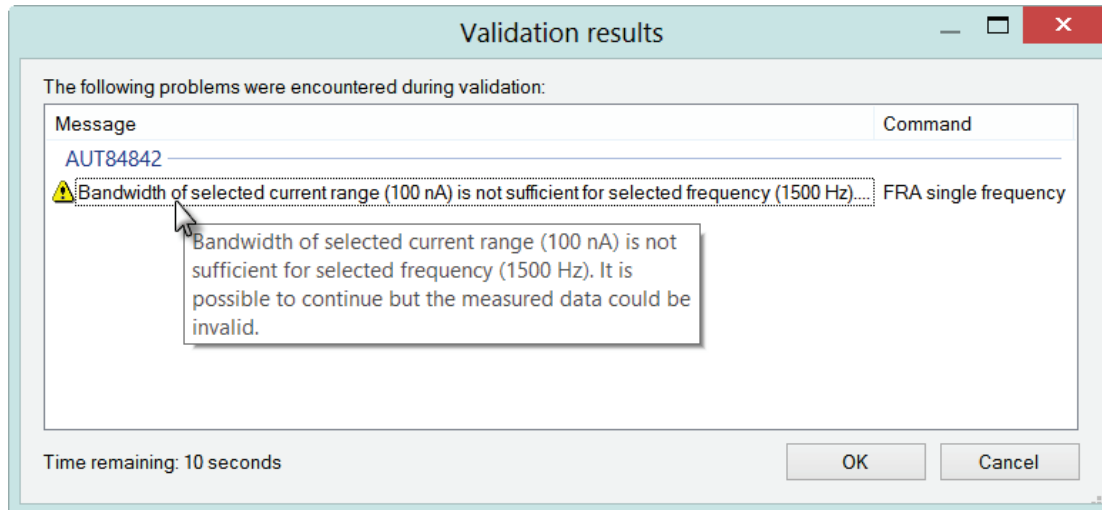 Validation results
The following problems were encountered during validation:
Message Command
AUT84842
Bandwidth of selected current range (100 nA) is not sufficient for selected frequency (1500 Hz).... FRA single frequency
Bandwidth of selected current range (100 nA) is not
sufficient for selected frequency (1500 Hz). It is
possible to continue but the measured data could be
invalid.
Time remaining: 10 seconds OK Cancel